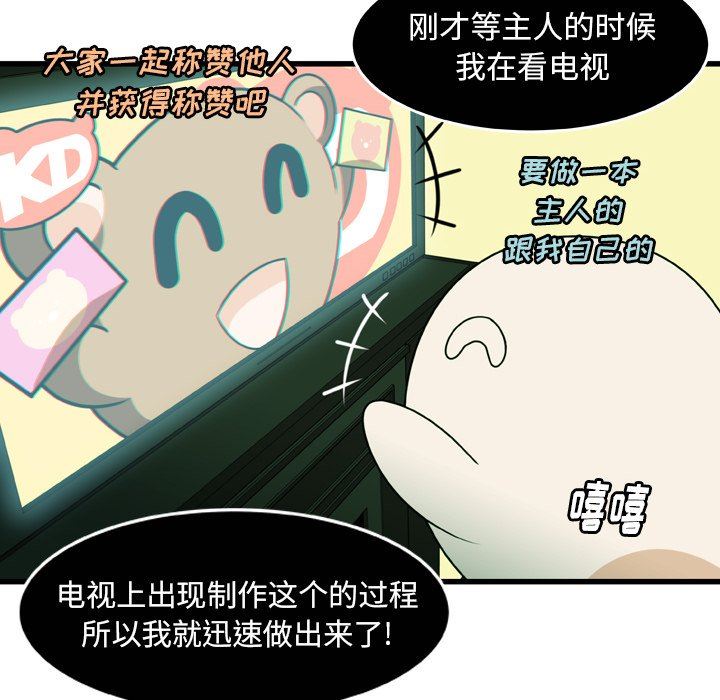 刚才等主人的时候
我在看电视
大家一起称赞他人
并获得称赞吧
KD
要做一本
主人的
跟我自己的
嘻嘻
电视上出现制作这个的过程
所以我就迅速做出来了!